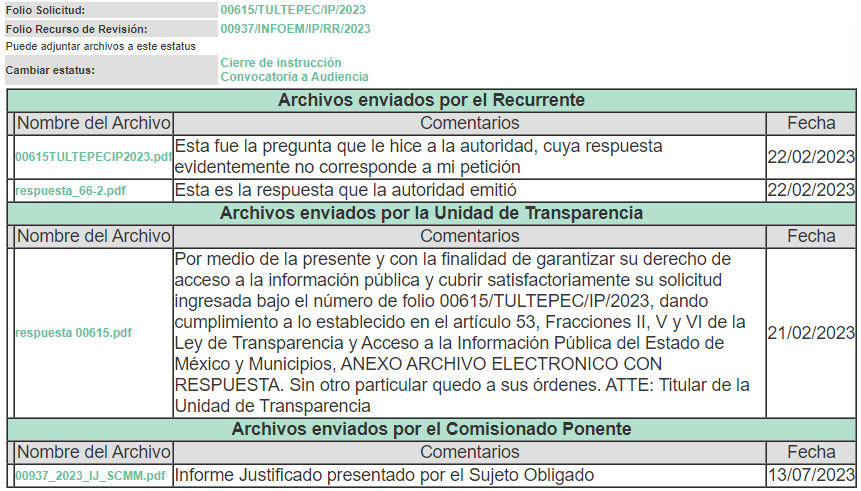 Folio Solicitud: 00615/TULTEPEC/IP/2023
Folio Recurso de Revisión: 00937/INFOEM/IP/RR/2023
Puede adjuntar archivos a este estatus
Cambiar estatus: Cierre de instrucción
Convocatoria a Audiencia
Archivos enviados por el Recurrente
Nombre del Archivo Comentarios Fecha
00615TULTEPECIP2023.pdf Esta fue la pregunta que le hice a la autoridad, cuya respuesta
evidentemente no corresponde a mi petición 22/02/2023
respuesta_66-2.pdf Esta es la respuesta que la autoridad emitió 22/02/2023
Archivos enviados por la Unidad de Transparencia
Nombre del Archivo Comentarios Fecha
Por medio de la presente y con la finalidad de garantizar su derecho de
acceso a la información pública y cubrir satisfactoriamente su solicitud
ingresada bajo el número de folio 00615/TULTEPEC/IP/2023, dando
cumplimiento a lo establecido en el artículo 53, Fracciones II, V y VI de la
respuesta 00615.pdf Ley de Transparencia y Acceso a la Información Pública del Estado de 21/02/2023
México y Municipios, ANEXO ARCHIVO ELECTRONICO CON
RESPUESTA. Sin otro particular quedo a sus órdenes. ATTE: Titular de la
Unidad de Transparencia
Archivos enviados por el Comisionado Ponente
Nombre del Archivo Comentarios Fecha
00937_2023_IJ_SCMM.pdf Informe Justificado presentado por el Sujeto Obligado 13/07/2023